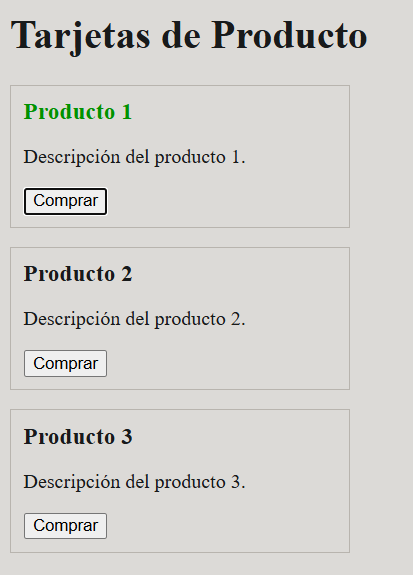 Tarjetas de Producto
Producto 1
Descripción del producto 1.
Comprar
Producto 2
Descripción del producto 2.
Comprar
Producto 3
Descripción del producto 3.
Comprar